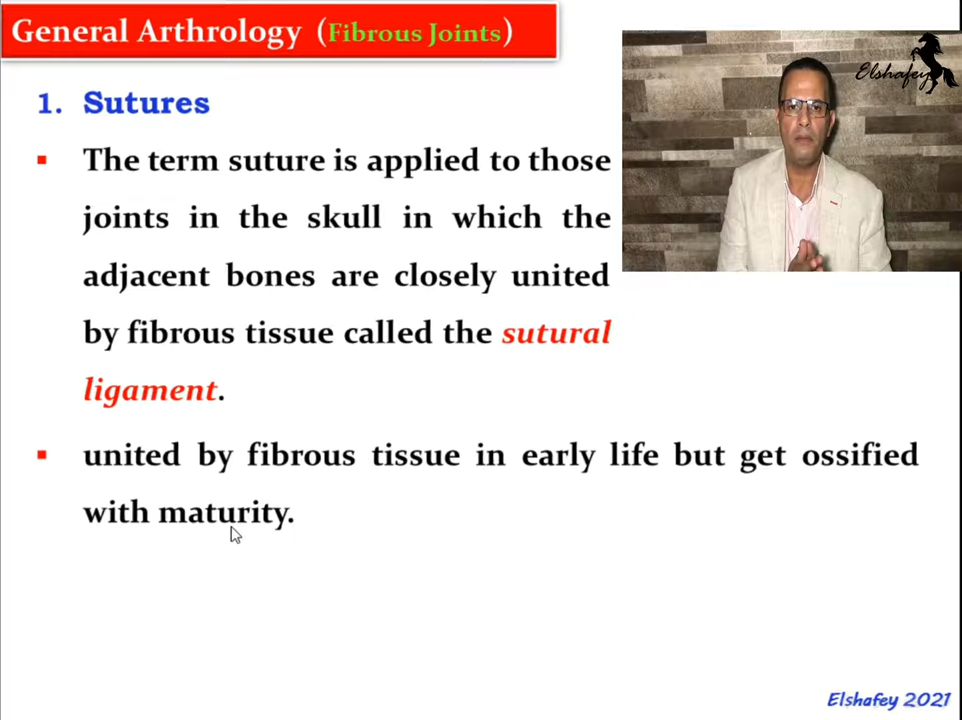 General Arthrology (Fibrous Joints)
Elshafey
1. Sutures
▪ The term suture is applied to those
joints in the skull in which the
adjacent bones are closely united
by fibrous tissue called the sutural
ligament.
▪ united by fibrous tissue in early life but get ossified
with maturity.
Elshafey 2021